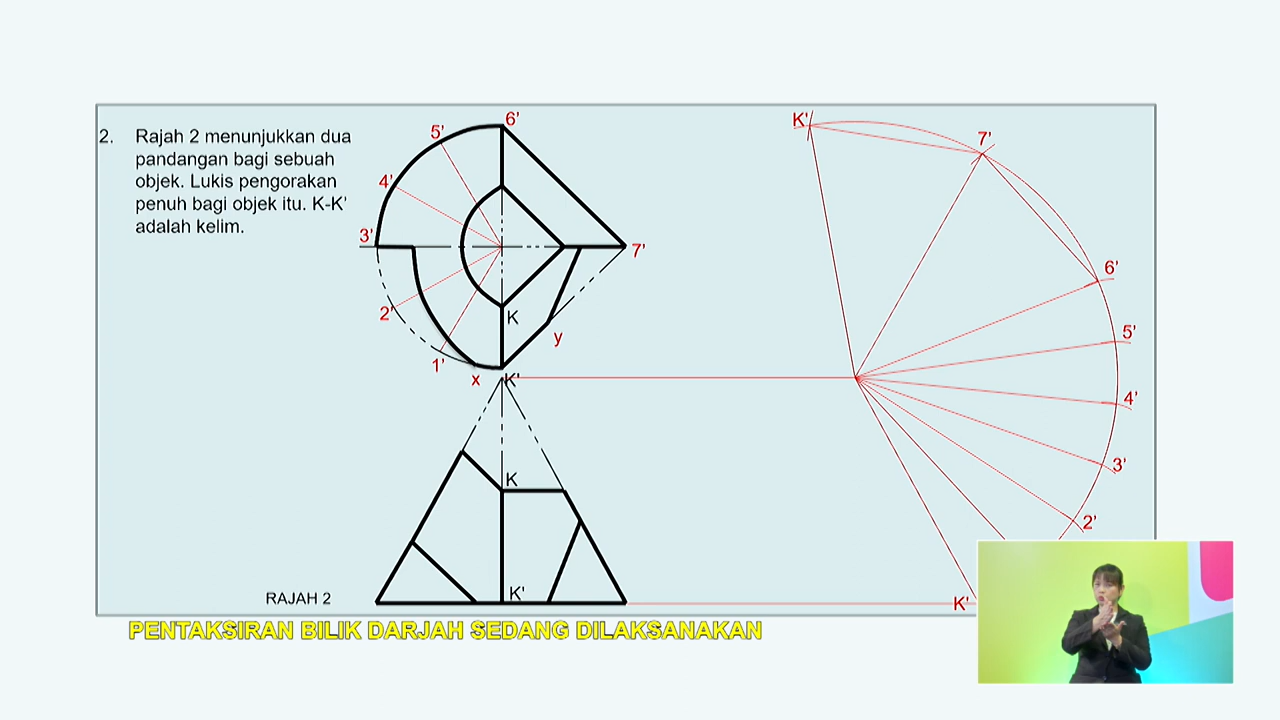 2. Rajah 2 menunjukkan dua
pandangan bagi sebuah
objek. Lukis pengorakan
penuh bagi objek itu. K-K'
adalah kelim.
6'
5'
4'
3'
7'
2'
K
y
1'
x
K'
K
K'
RAJAH 2
K'
7'
6'
5'
4'
3'
2'
K'
PENTAKSIRAN BILIK DARJAH SEDANG DILAKSANAKAN